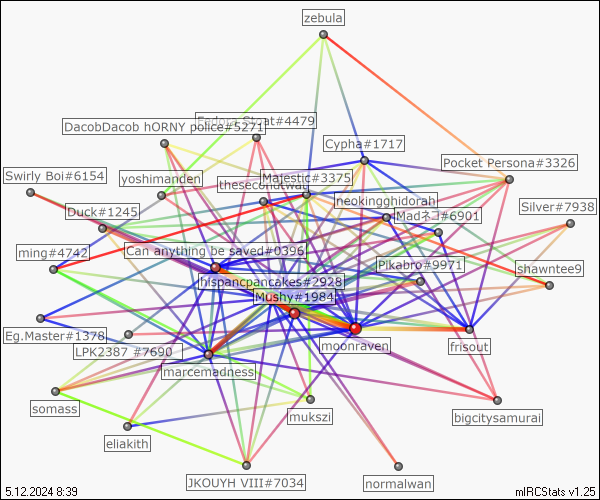 zebula
Fedora Stoat#4479
DacobDacob hORNY police#5271
Cypha#1717
Pocket Persona#3326
Swirly Boi#6154
yoshimanden
Majestic#3375
thesecondtwat
neokingghidorah
Silver#7938
Duck#1245
Madネコ#6901
ming#4742
Can anything be saved#0396
Pikabro#9971
shawntee9
hispancpancakes#2928
Mushy#1984
Eg.Master#1378
moonraven
frisout
LPK2387 #7690
marcemadness
somass
mukszi
bigcitysamurai
eliakith
JKOUYH VIII#7034
normalwan
5.12.2024 8:39
mIRCStats v1.25